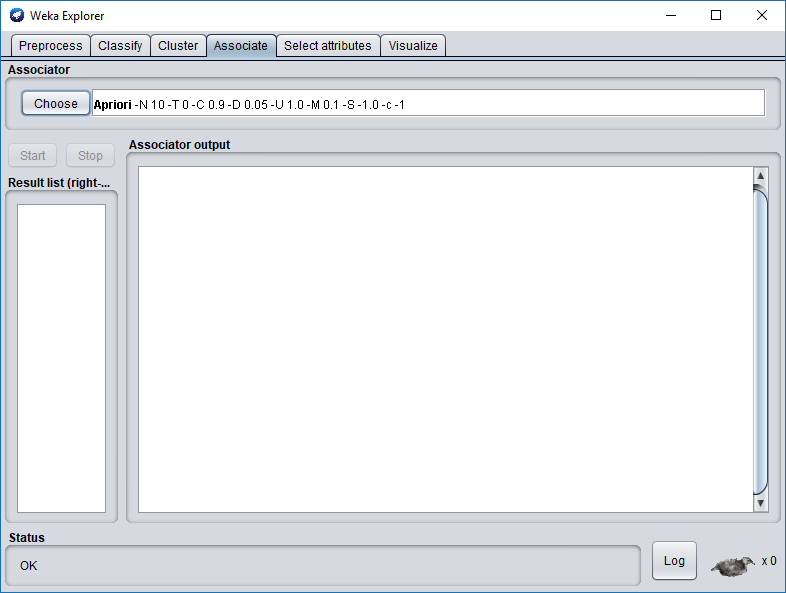 Weka Explorer
Preprocess Classify Cluster Associate Select attributes Visualize
Associator
Choose Apriori -N 10 -T 0 -C 0.9 -D 0.05 -U 1.0 -M 0.1 -S -1.0 -c -1
Start Stop
Associator output
Result list (right-...
Status
OK
Log
x 0